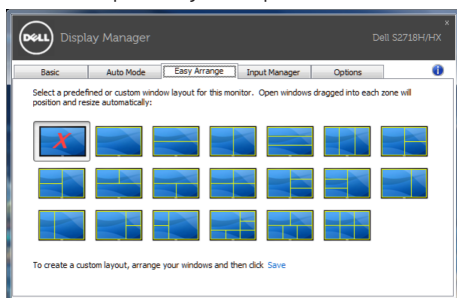 DELL Display Manager
Dell S2718H/HX
x
Basic Auto Mode Easy Arrange Input Manager Options i
Select a predefined or custom window layout for this monitor. Open windows dragged into each zone will
position and resize automatically:
X
To create a custom layout, arrange your windows and then click Save